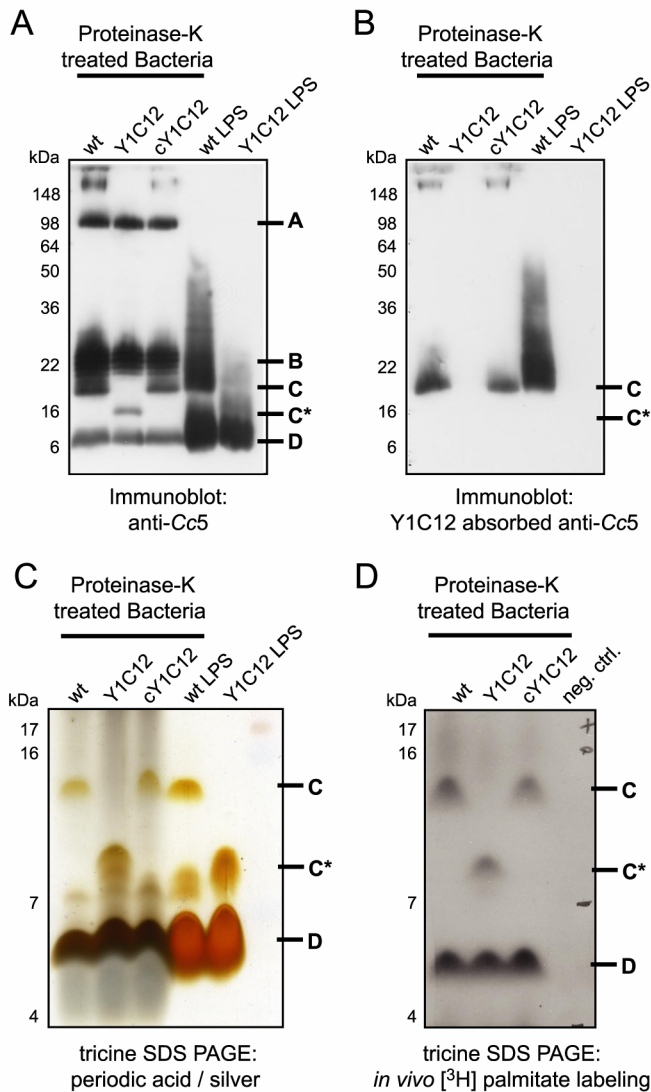 A
Proteinase-K
treated Bacteria
wt
Y1C12
cY1C12
wt LPS
Y1C12 LPS
kDa
148
98
64
50
36
22
16
6
A
B
C
C*
D
Immunoblot:
anti-Cc5
B
Proteinase-K
treated Bacteria
wt
Y1C12
cY1C12
wt LPS
Y1C12 LPS
kDa
148
98
64
50
36
22
16
6
C
C*
Immunoblot:
Y1C12 absorbed anti-Cc5
C
Proteinase-K
treated Bacteria
wt
Y1C12
cY1C12
wt LPS
Y1C12 LPS
kDa
17
16
7
4
C
C*
D
tricine SDS PAGE:
periodic acid / silver
D
Proteinase-K
treated Bacteria
wt
Y1C12
cY1C12
neg. ctrl.
kDa
17
16
7
4
C
C*
D
tricine SDS PAGE:
in vivo [³H] palmitate labeling